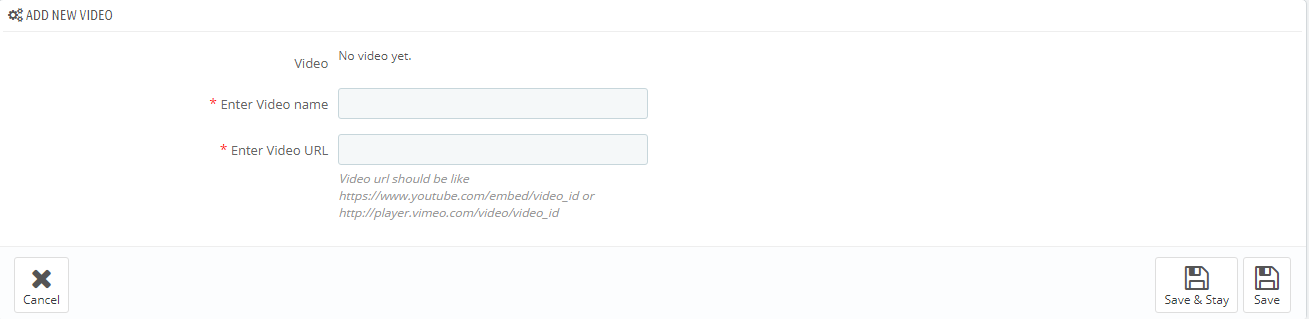 ADD NEW VIDEO
Video No video yet.
* Enter Video name
* Enter Video URL
Video url should be like
https://www.youtube.com/embed/video_id or
http://player.vimeo.com/video/video_id
Cancel Save & Stay Save